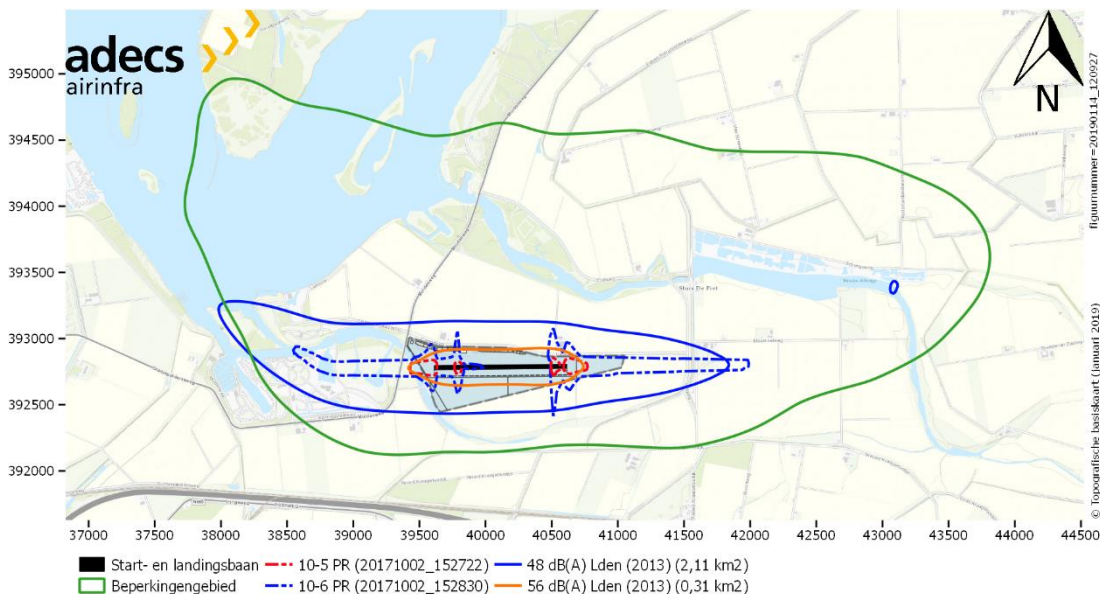 adecs
airinfra
N
395000
394500
394000
393500
393000
392500
392000
Sluis De Piet
37000 37500 38000 38500 39000 39500 40000 40500 41000 41500 42000 42500 43000 43500 44000 44500
figuurnummer=20190114_120927
© Topografische basiskaart (januari 2019)
Start- en landingsbaan
Beperkingengebied
10-5 PR (20171002_152722)
10-6 PR (20171002_152830)
48 dB(A) Lden (2013) (2,11 km2)
56 dB(A) Lden (2013) (0,31 km2)